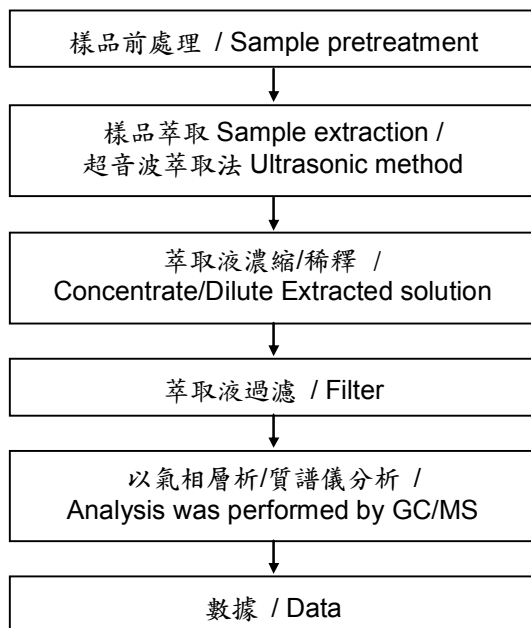 樣品前處理 / Sample pretreatment
樣品萃取 Sample extraction /
超音波萃取法 Ultrasonic method
萃取液濃縮/稀釋 /
Concentrate/Dilute Extracted solution
萃取液過濾 / Filter
以氣相層析/質譜儀分析 /
Analysis was performed by GC/MS
數據 / Data